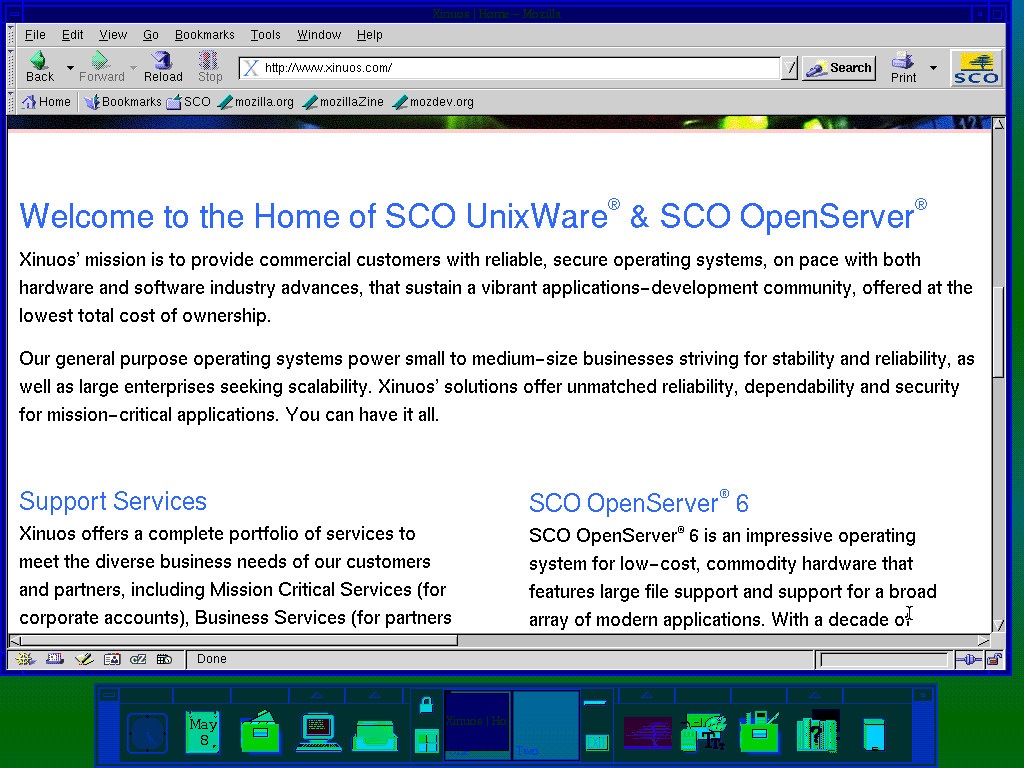 Xinuos | Home - Mozilla
File Edit View Go Bookmarks Tools Window Help
Back Forward Reload Stop http://www.xinuos.com/ Search Print SCO
Home Bookmarks SCO mozilla.org mozillaZine mozdev.org
Welcome to the Home of SCO UnixWare® & SCO OpenServer®
Xinuos' mission is to provide commercial customers with reliable, secure operating systems, on pace with both
hardware and software industry advances, that sustain a vibrant applications-development community, offered at the
lowest total cost of ownership.
Our general purpose operating systems power small to medium-size businesses striving for stability and reliability, as
well as large enterprises seeking scalability. Xinuos' solutions offer unmatched reliability, dependability and security
for mission-critical applications. You can have it all.
Support Services
Xinuos offers a complete portfolio of services to
meet the diverse business needs of our customers
and partners, including Mission Critical Services (for
corporate accounts), Business Services (for partners
SCO OpenServer® 6
SCO OpenServer® 6 is an impressive operating
system for low-cost, commodity hardware that
features large file support and support for a broad
array of modern applications. With a decade of
Done
May
8
Xinuos | Ho
Two
EXIT